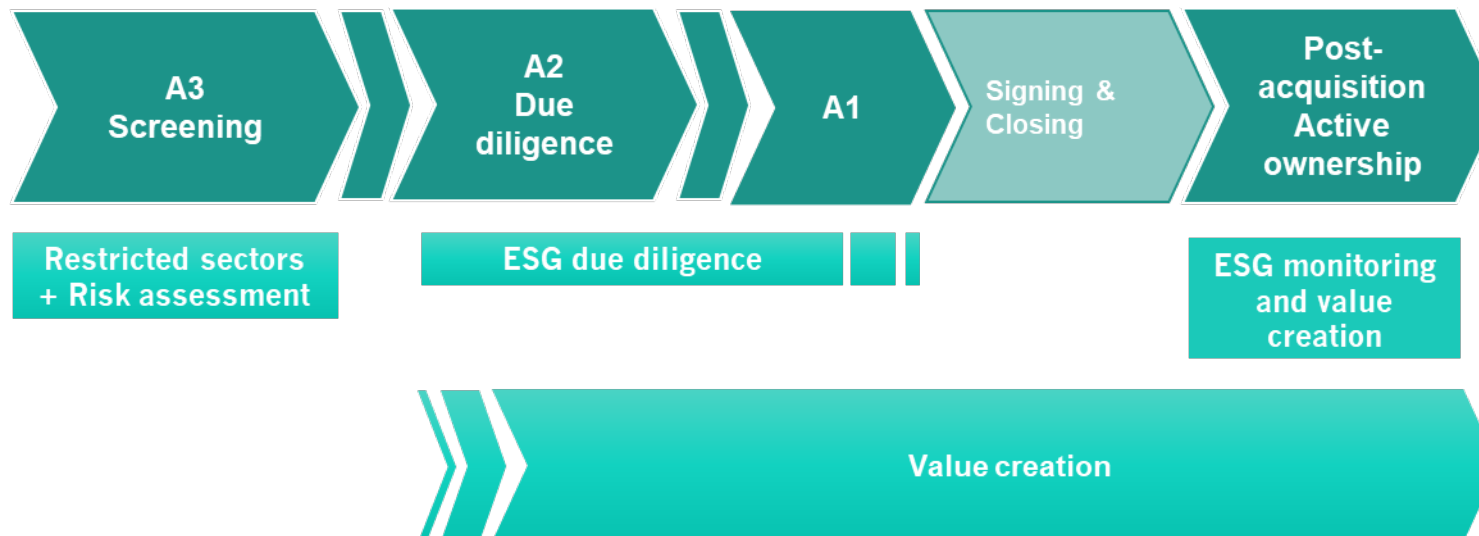 A3
Screening
A2
Due
diligence
A1
Signing &
Closing
Post-
acquisition
Active
ownership
Restricted sectors
+ Risk assessment
ESG due diligence
ESG monitoring
and value
creation
Value creation